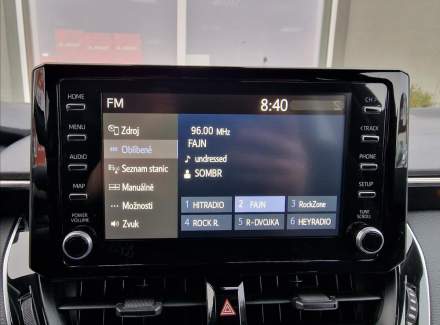 FM
8:40
HOME
MENU
AUDIO
MAP
POWER
VOLUME
Zdroj
Oblíbené
Seznam stanic
Manuálně
Možnosti
Zvuk
96.00 MHz
FAJN
undressed
SOMBR
1 HITRADIO
2 FAJN
3 RockZone
4 ROCK R.
5 R-DVOJKA
6 HEYRADIO
CH >
< TRACK
PHONE
SETUP
TUNE
SCROLL